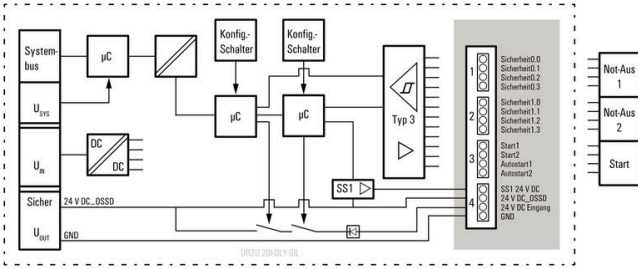 System-
bus
µC
Konfig.-
Schalter
Konfig.-
Schalter
U_SYS
µC
µC
Typ 3
U_IN
DC
DC
1
Sicherheit0.0
Sicherheit0.1
Sicherheit0.2
Sicherheit0.3
2
Sicherheit1.0
Sicherheit1.1
Sicherheit1.2
Sicherheit1.3
3
Start1
Start2
Autostart1
Autostart2
SS1
4
SS1 24 V DC
24 V DC_OSSD
24 V DC Eingang
GND
Sicher
24 V DC_OSSD
U_OUT
GND
Not-Aus
1
Not-Aus
2
Start
UR20 2DI DLY-SIL